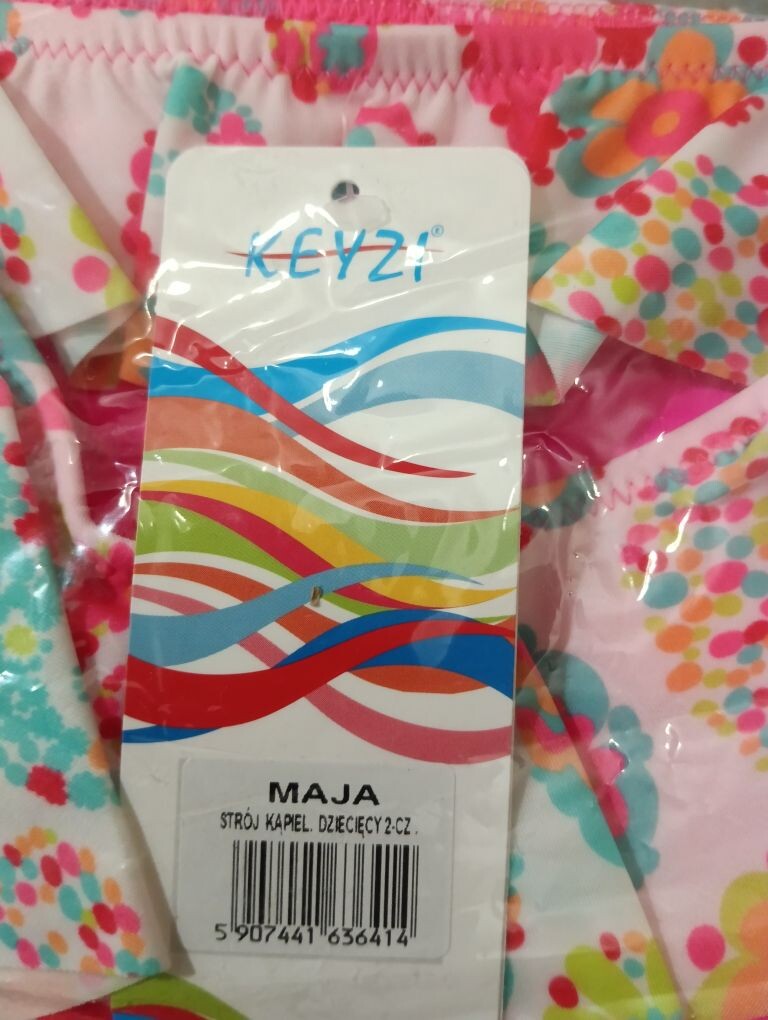 KEYZI®
MAJA
STRÓJ KĄPIEL. DZIECIĘCY 2-CZ.
5 907441 636414